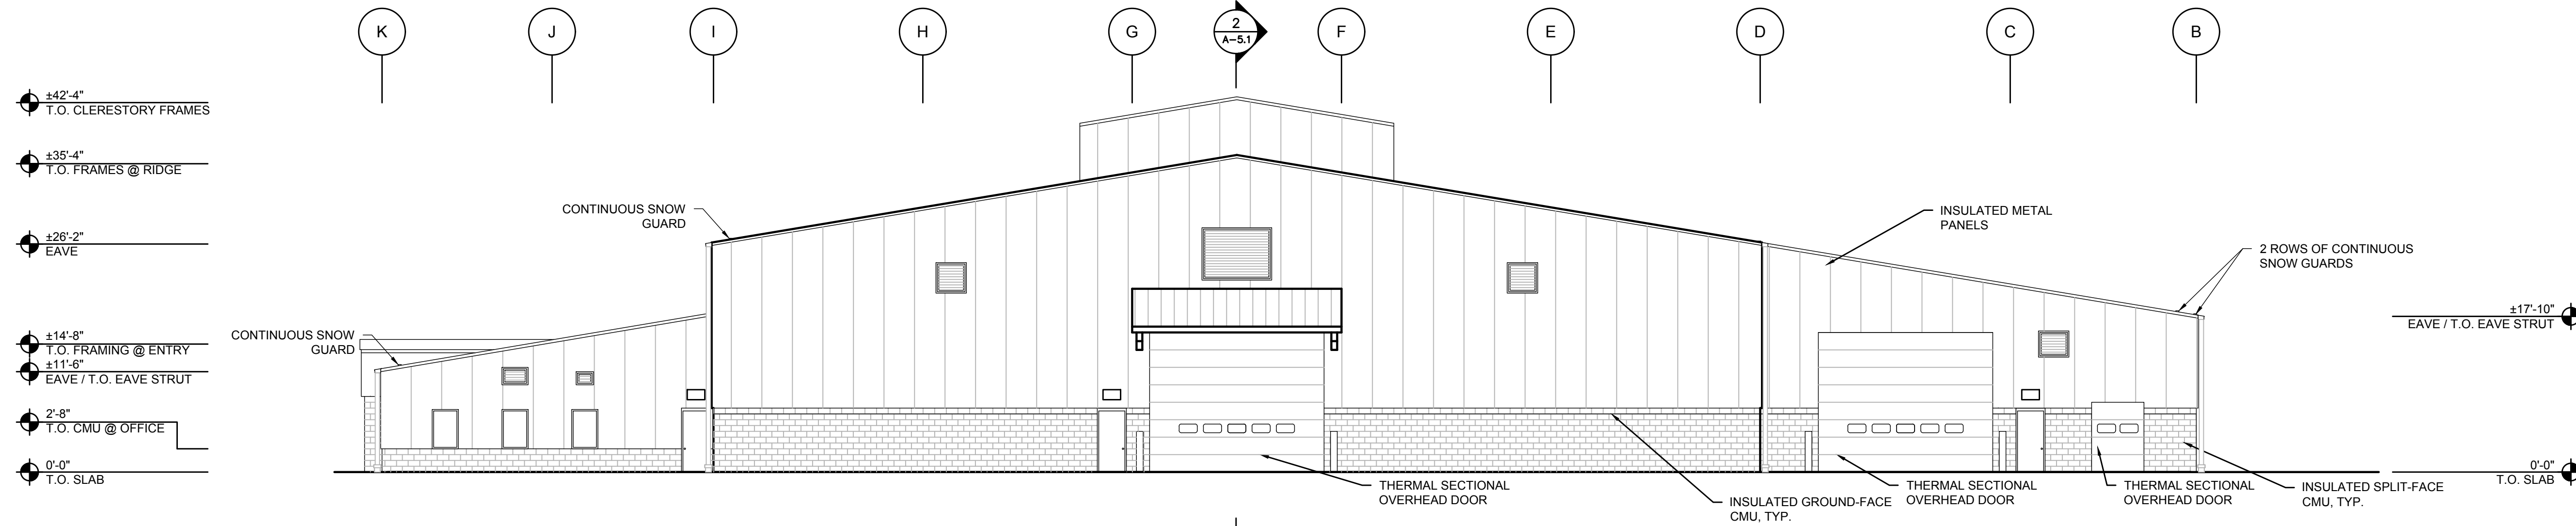 K
J
I
H
G
2
A-5.1
F
E
D
C
B
±42'-4"
T.O. CLERESTORY FRAMES
±35'-4"
T.O. FRAMES @ RIDGE
±26'-2"
EAVE
±14'-8"
T.O. FRAMING @ ENTRY
±11'-6"
EAVE / T.O. EAVE STRUT
2'-8"
T.O. CMU @ OFFICE
0'-0"
T.O. SLAB
CONTINUOUS SNOW
GUARD
CONTINUOUS SNOW
GUARD
INSULATED METAL
PANELS
2 ROWS OF CONTINUOUS
SNOW GUARDS
±17'-10"
EAVE / T.O. EAVE STRUT
0'-0"
T.O. SLAB
THERMAL SECTIONAL
OVERHEAD DOOR
INSULATED GROUND-FACE
CMU, TYP.
THERMAL SECTIONAL
OVERHEAD DOOR
THERMAL SECTIONAL
OVERHEAD DOOR
INSULATED SPLIT-FACE
CMU, TYP.